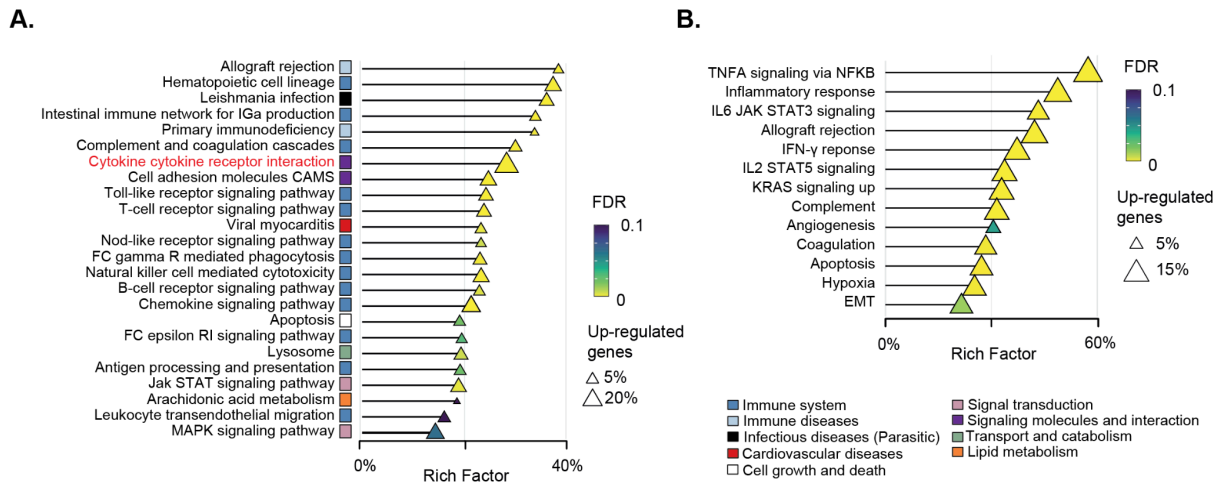 A.
Allograft rejection
Hematopoietic cell lineage
Leishmania infection
Intestinal immune network for IGa production
Primary immunodeficiency
Complement and coagulation cascades
Cytokine cytokine receptor interaction
Cell adhesion molecules CAMS
Toll-like receptor signaling pathway
T-cell receptor signaling pathway
Viral myocarditis
Nod-like receptor signaling pathway
FC gamma R mediated phagocytosis
Natural killer cell mediated cytotoxicity
B-cell receptor signaling pathway
Chemokine signaling pathway
Apoptosis
FC epsilon RI signaling pathway
Lysosome
Antigen processing and presentation
Jak STAT signaling pathway
Arachidonic acid metabolism
Leukocyte transendothelial migration
MAPK signaling pathway
0%
40%
Rich Factor
FDR
0.1
0
Up-regulated
genes
5%
20%
B.
TNFA signaling via NFKB
Inflammatory response
IL6 JAK STAT3 signaling
Allograft rejection
IFN-γ reponse
IL2 STAT5 signaling
KRAS signaling up
Complement
Angiogenesis
Coagulation
Apoptosis
Hypoxia
EMT
0%
60%
Rich Factor
FDR
0.1
0
Up-regulated
genes
5%
15%
Immune system
Immune diseases
Infectious diseases (Parasitic)
Cardiovascular diseases
Cell growth and death
Signal transduction
Signaling molecules and interaction
Transport and catabolism
Lipid metabolism